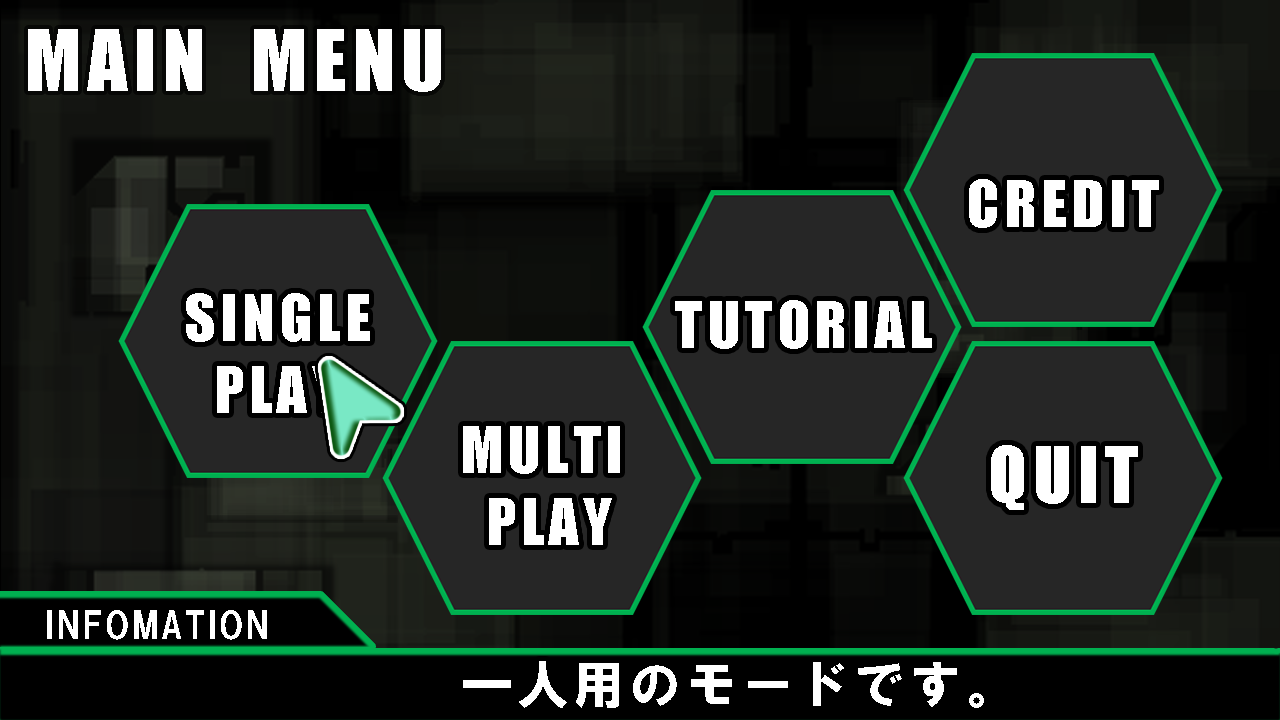 MAIN MENU
CREDIT
SINGLE
PLAY
TUTORIAL
MULTI
PLAY
QUIT
INFOMATION
一人用のモードです。